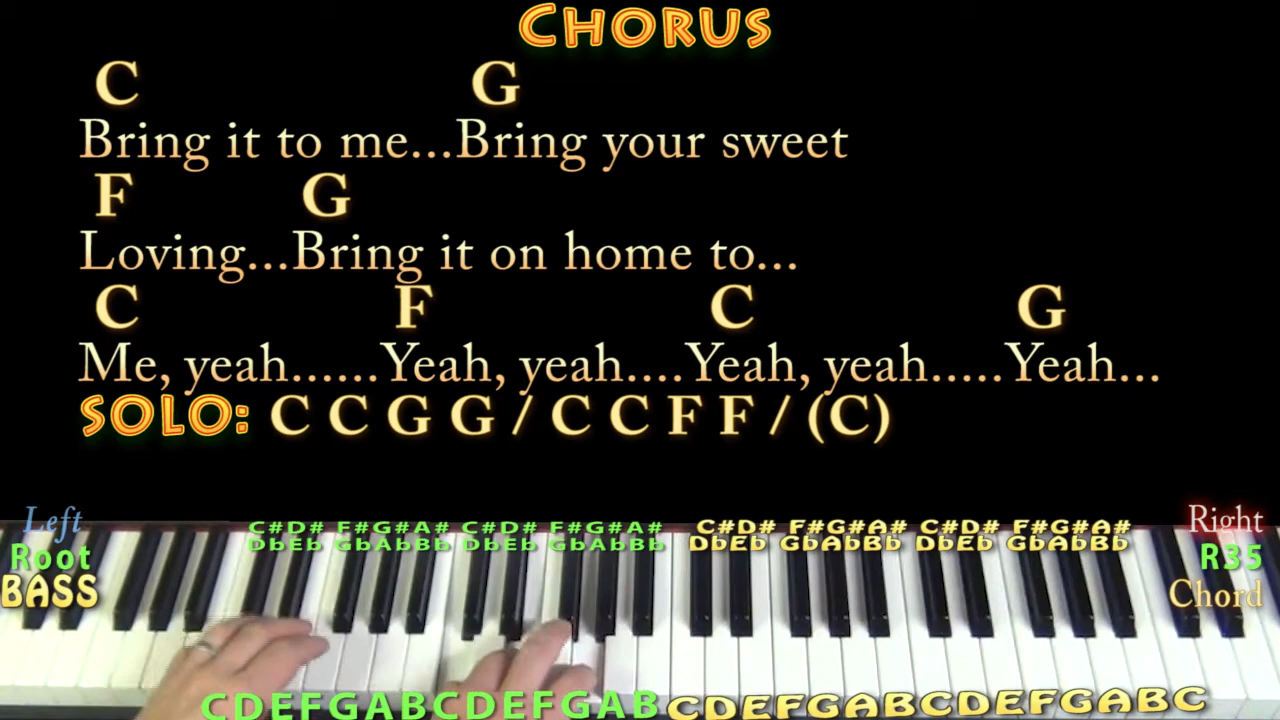 CHORUS
C G
Bring it to me...Bring your sweet
F G
Loving...Bring it on home to...
C F C G
Me, yeah......Yeah, yeah....Yeah, yeah.....Yeah...
SOLO: C C G G / C C F F / (C)
Left
Root
BASS
C#D# F#G#A# C#D# F#G#A# C#D# F#G#A# C#D# F#G#A#
DbEb GbAbBb DbEb GbAbBb DbEb GbAbBb DbEb GbAbBb
Right
R35
Chord
CDEFGABCDEFGAB CDEFGABCDEFGABC